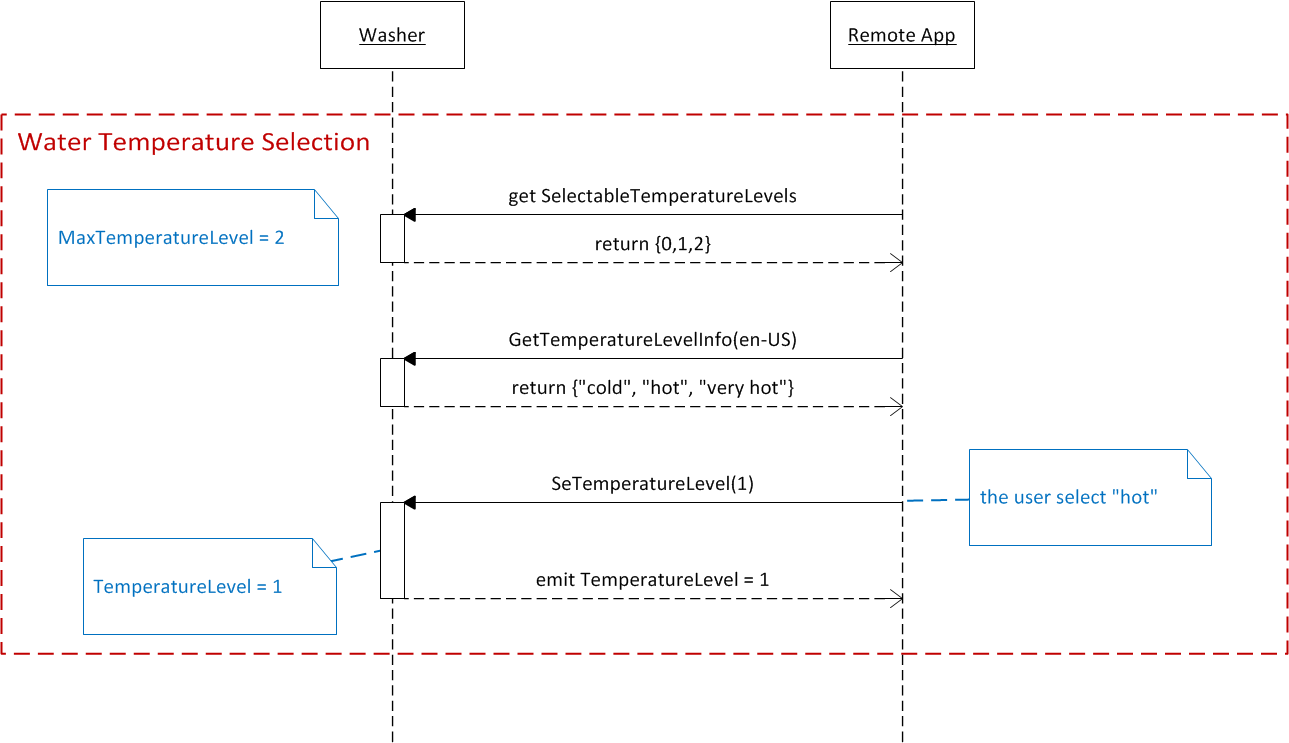 Washer
Remote App
Water Temperature Selection
get SelectableTemperatureLevels
MaxTemperatureLevel = 2
return {0,1,2}
GetTemperatureLevelInfo(en-US)
return {"cold", "hot", "very hot"}
SeTemperatureLevel(1)
the user select "hot"
emit TemperatureLevel = 1
TemperatureLevel = 1